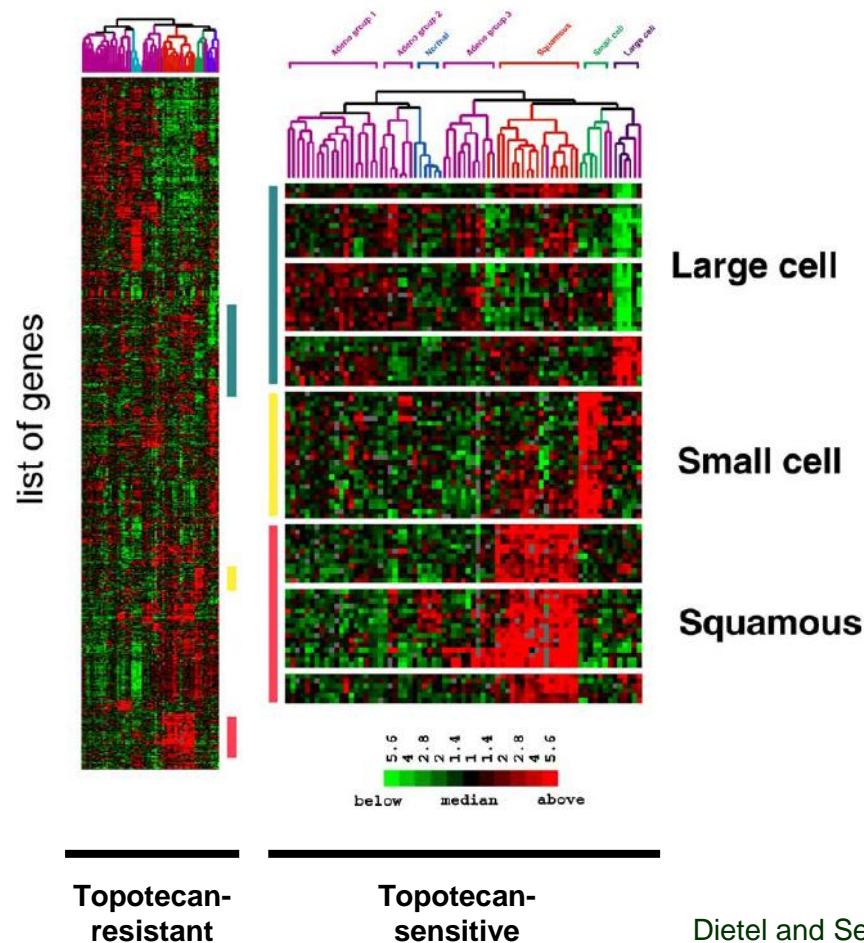 Adeno group 1
Adeno group 2
Normal
Adeno group 3
Squamous
Small cell
Large cell
list of genes
Large cell
Small cell
Squamous
5.6
4
2.8
2
1.4
1
1.4
2
2.8
4
5.6
below median above
Topotecan-
resistant
Topotecan-
sensitive
Dietel and Se